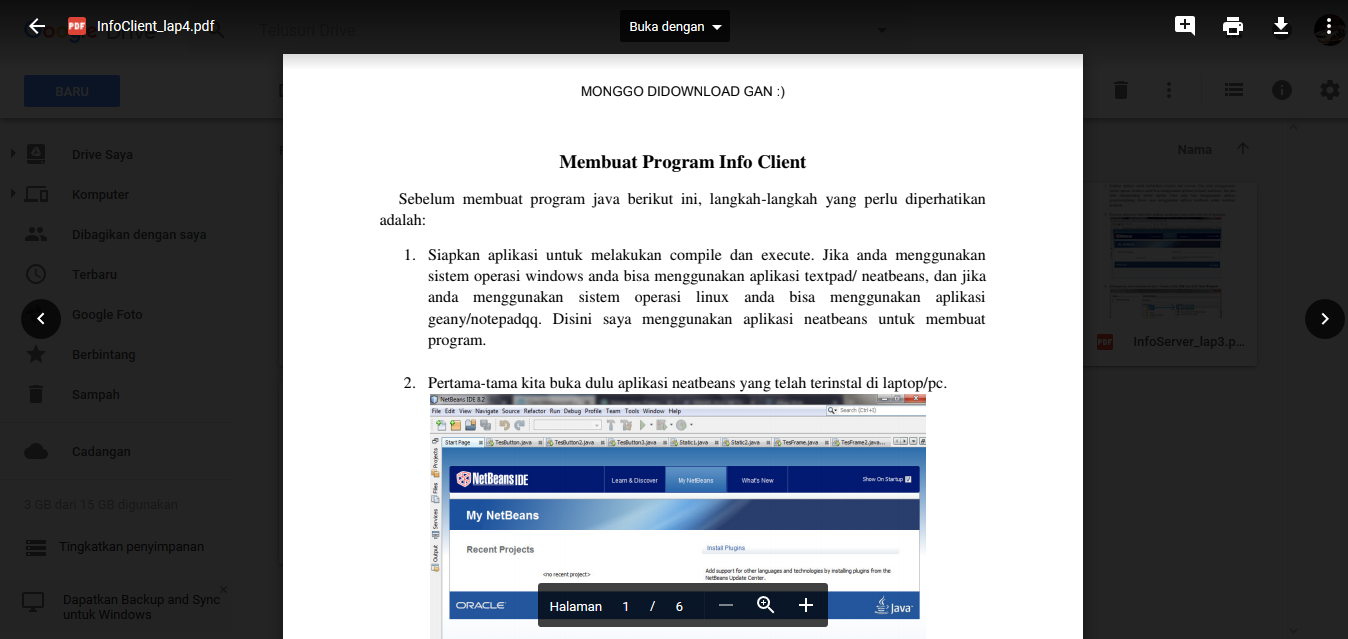 InfoClient_lap4.pdf
Buka dengan
Telusuri Drive
BARU
Drive Saya
Komputer
Dibagikan dengan saya
Terbaru
Google Foto
Berbintang
Sampah
Cadangan
3 GB dari 15 GB digunakan
Tingkatkan penyimpanan
Dapatkan Backup and Sync
untuk Windows
MONGGO DIDOWNLOAD GAN :)
Membuat Program Info Client
Sebelum membuat program java berikut ini, langkah-langkah yang perlu diperhatikan
adalah:
1. Siapkan aplikasi untuk melakukan compile dan execute. Jika anda menggunakan
sistem operasi windows anda bisa menggunakan aplikasi textpad/ neatbeans, dan jika
anda menggunakan sistem operasi linux anda bisa menggunakan aplikasi
geany/notepadqq. Disini saya menggunakan aplikasi neatbeans untuk membuat
program.
2. Pertama-tama kita buka dulu aplikasi neatbeans yang telah terinstal di laptop/pc.
NetBeans IDE 8.2
File Edit View Navigate Source Refactor Run Debug Profile Team Tools Window Help
Search (Ctrl+I)
Start Page TesButton.java TesButton2.java TesButton3.java Static1.java Static2.java TesFrame.java TesFrame2.java...
Projects
Files
Services
Output
NetBeans IDE
Learn & Discover My NetBeans What's New Show On Startup
My NetBeans
Recent Projects
<no recent project>
Install Plugins
Add support for other languages and technologies by installing plugins from the
NetBeans Update Center.
ORACLE
Java
Halaman 1 / 6
Nama
PDF InfoServer_lap3.p...